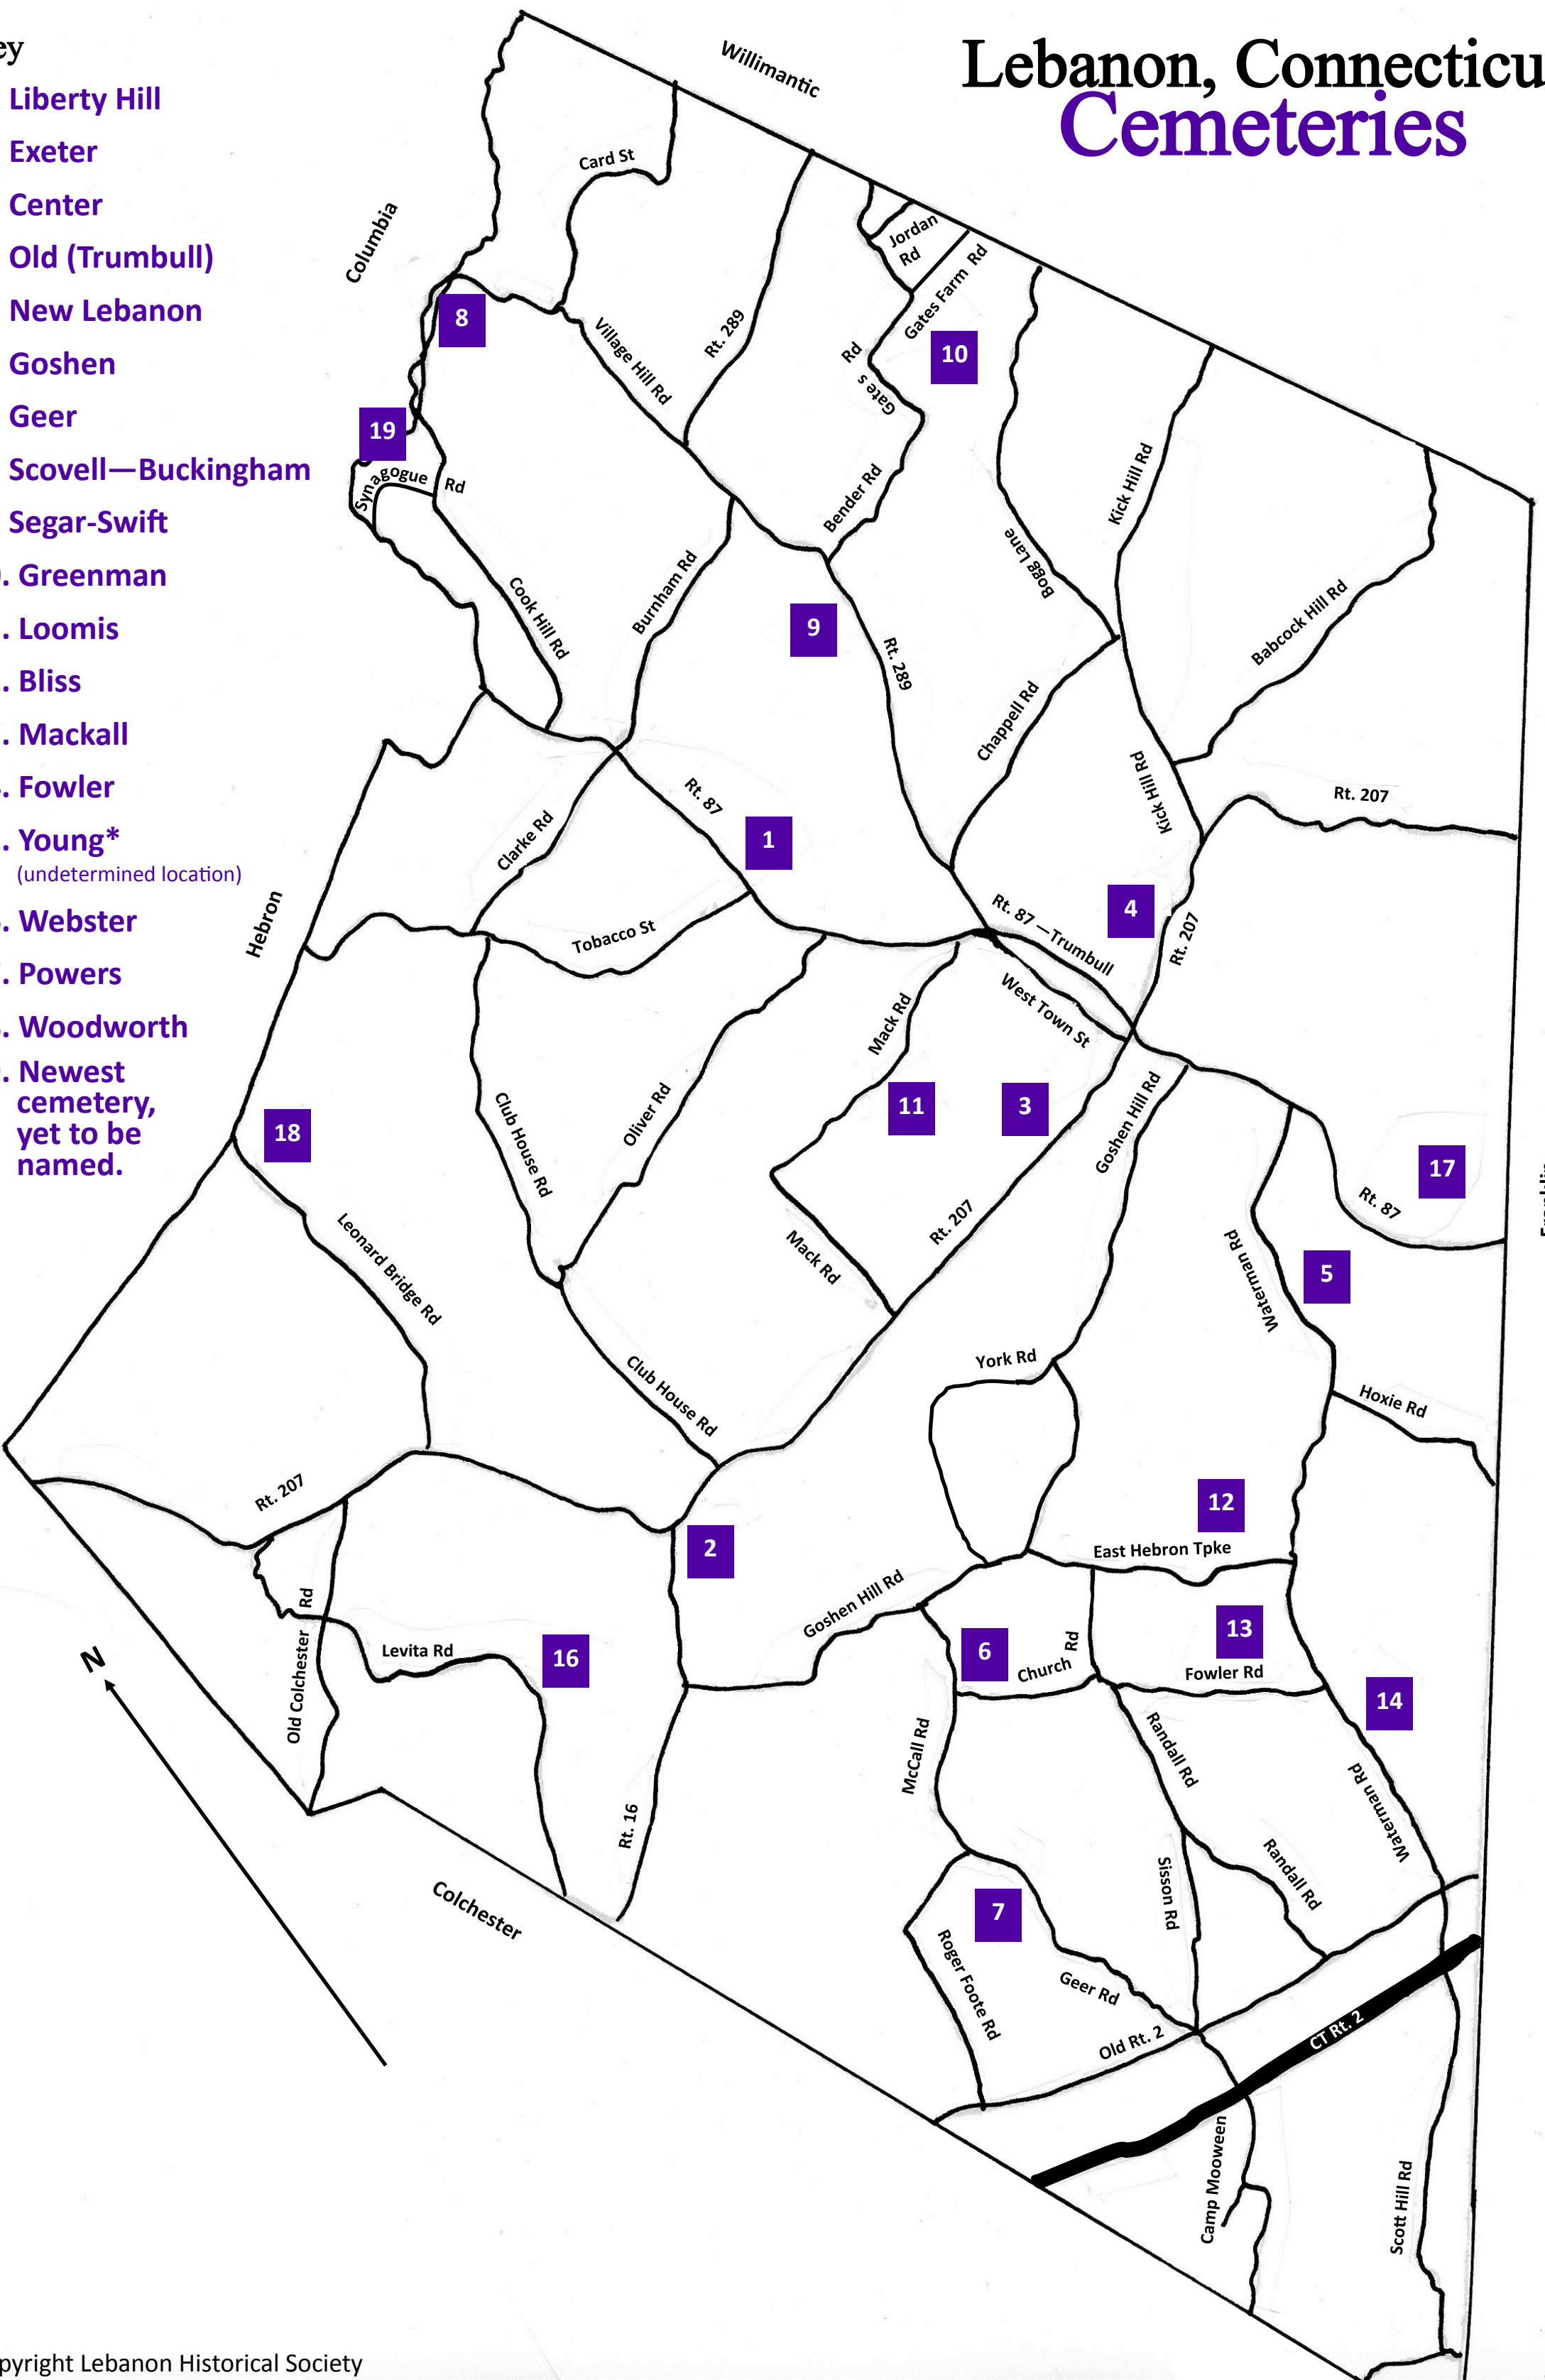 Lebanon, Connecticu
Cemeteries
ey
Liberty Hill
Exeter
Center
Old (Trumbull)
New Lebanon
Goshen
Geer
Scovell—Buckingham
Segar-Swift
. Greenman
. Loomis
. Bliss
. Mackall
. Fowler
. Young*
(undetermined location)
. Webster
. Powers
. Woodworth
. Newest
cemetery,
yet to be
named.
Willimantic
Columbia
Card St
Jordan
Rd
Gates Farm Rd
8
Village Hill Rd
Rt. 289
10
Rd
Gate s
19
Synagogue Rd
Bender Rd
Kick Hill Rd
Bogg Lane
Cook Hill Rd
Burnham Rd
9
Rt. 289
Babcock Hill Rd
Chappell Rd
Kick Hill Rd
Rt. 207
Rt. 87
1
Clarke Rd
Hebron
Tobacco St
4
Rt. 87 —Trumbull
Rt. 207
West Town St
Mack Rd
11
3
Goshen Hill Rd
18
Club House Rd
Oliver Rd
17
Rt. 87
Leonard Bridge Rd
Mack Rd
Rt. 207
Waterman Rd
5
York Rd
Club House Rd
Hoxie Rd
Rt. 207
12
2
East Hebron Tpke
Goshen Hill Rd
Old Colchester Rd
13
Levita Rd
16
6
Church Rd
Fowler Rd
14
N
McCall Rd
Randall Rd
Waterman Rd
Rt. 16
Colchester
Sisson Rd
Randall Rd
7
Roger Foote Rd
Geer Rd
Old Rt. 2
CT Rt. 2
Camp Mooween
Scott Hill Rd
pyright Lebanon Historical Society